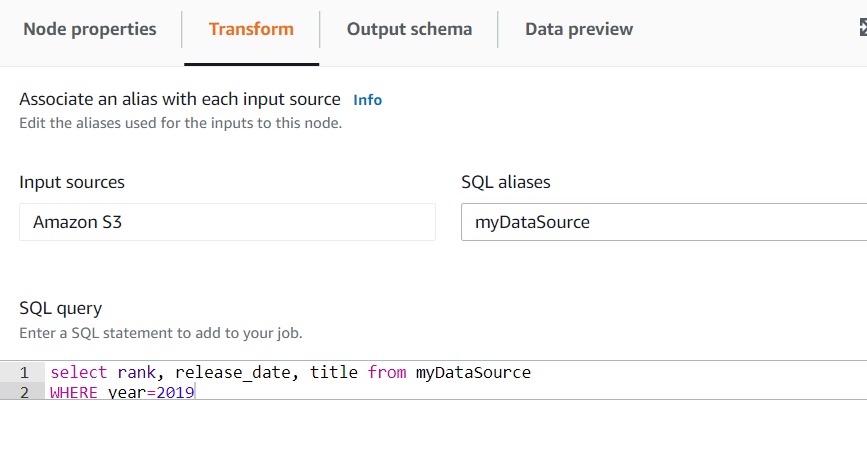 Node properties
Transform
Output schema
Data preview
Associate an alias with each input source Info
Edit the aliases used for the inputs to this node.
Input sources
SQL aliases
Amazon S3
myDataSource
SQL query
Enter a SQL statement to add to your job.
1 select rank, release_date, title from myDataSource
2 WHERE year=2019